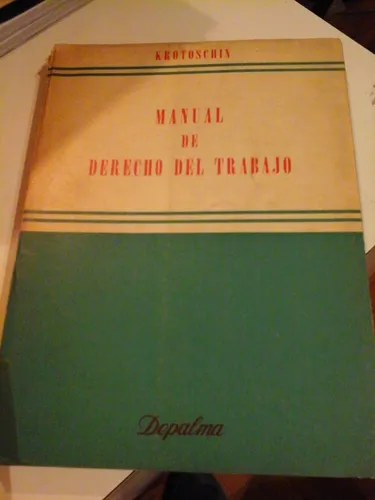 KROTOSCHIN
MANUAL
DE
DERECHO DEL TRABAJO
Depalma